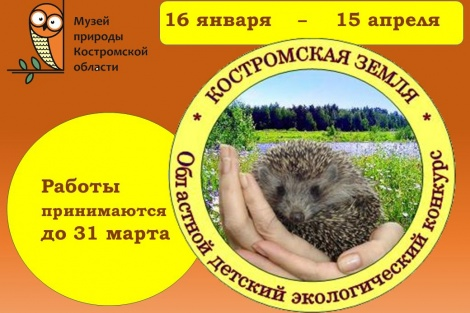 Музей
природы
Костромской
области
16 января – 15 апреля
* КОСТРОМСКАЯ ЗЕМЛЯ *
Областной детский экологический конкурс
Работы
принимаются
до 31 марта